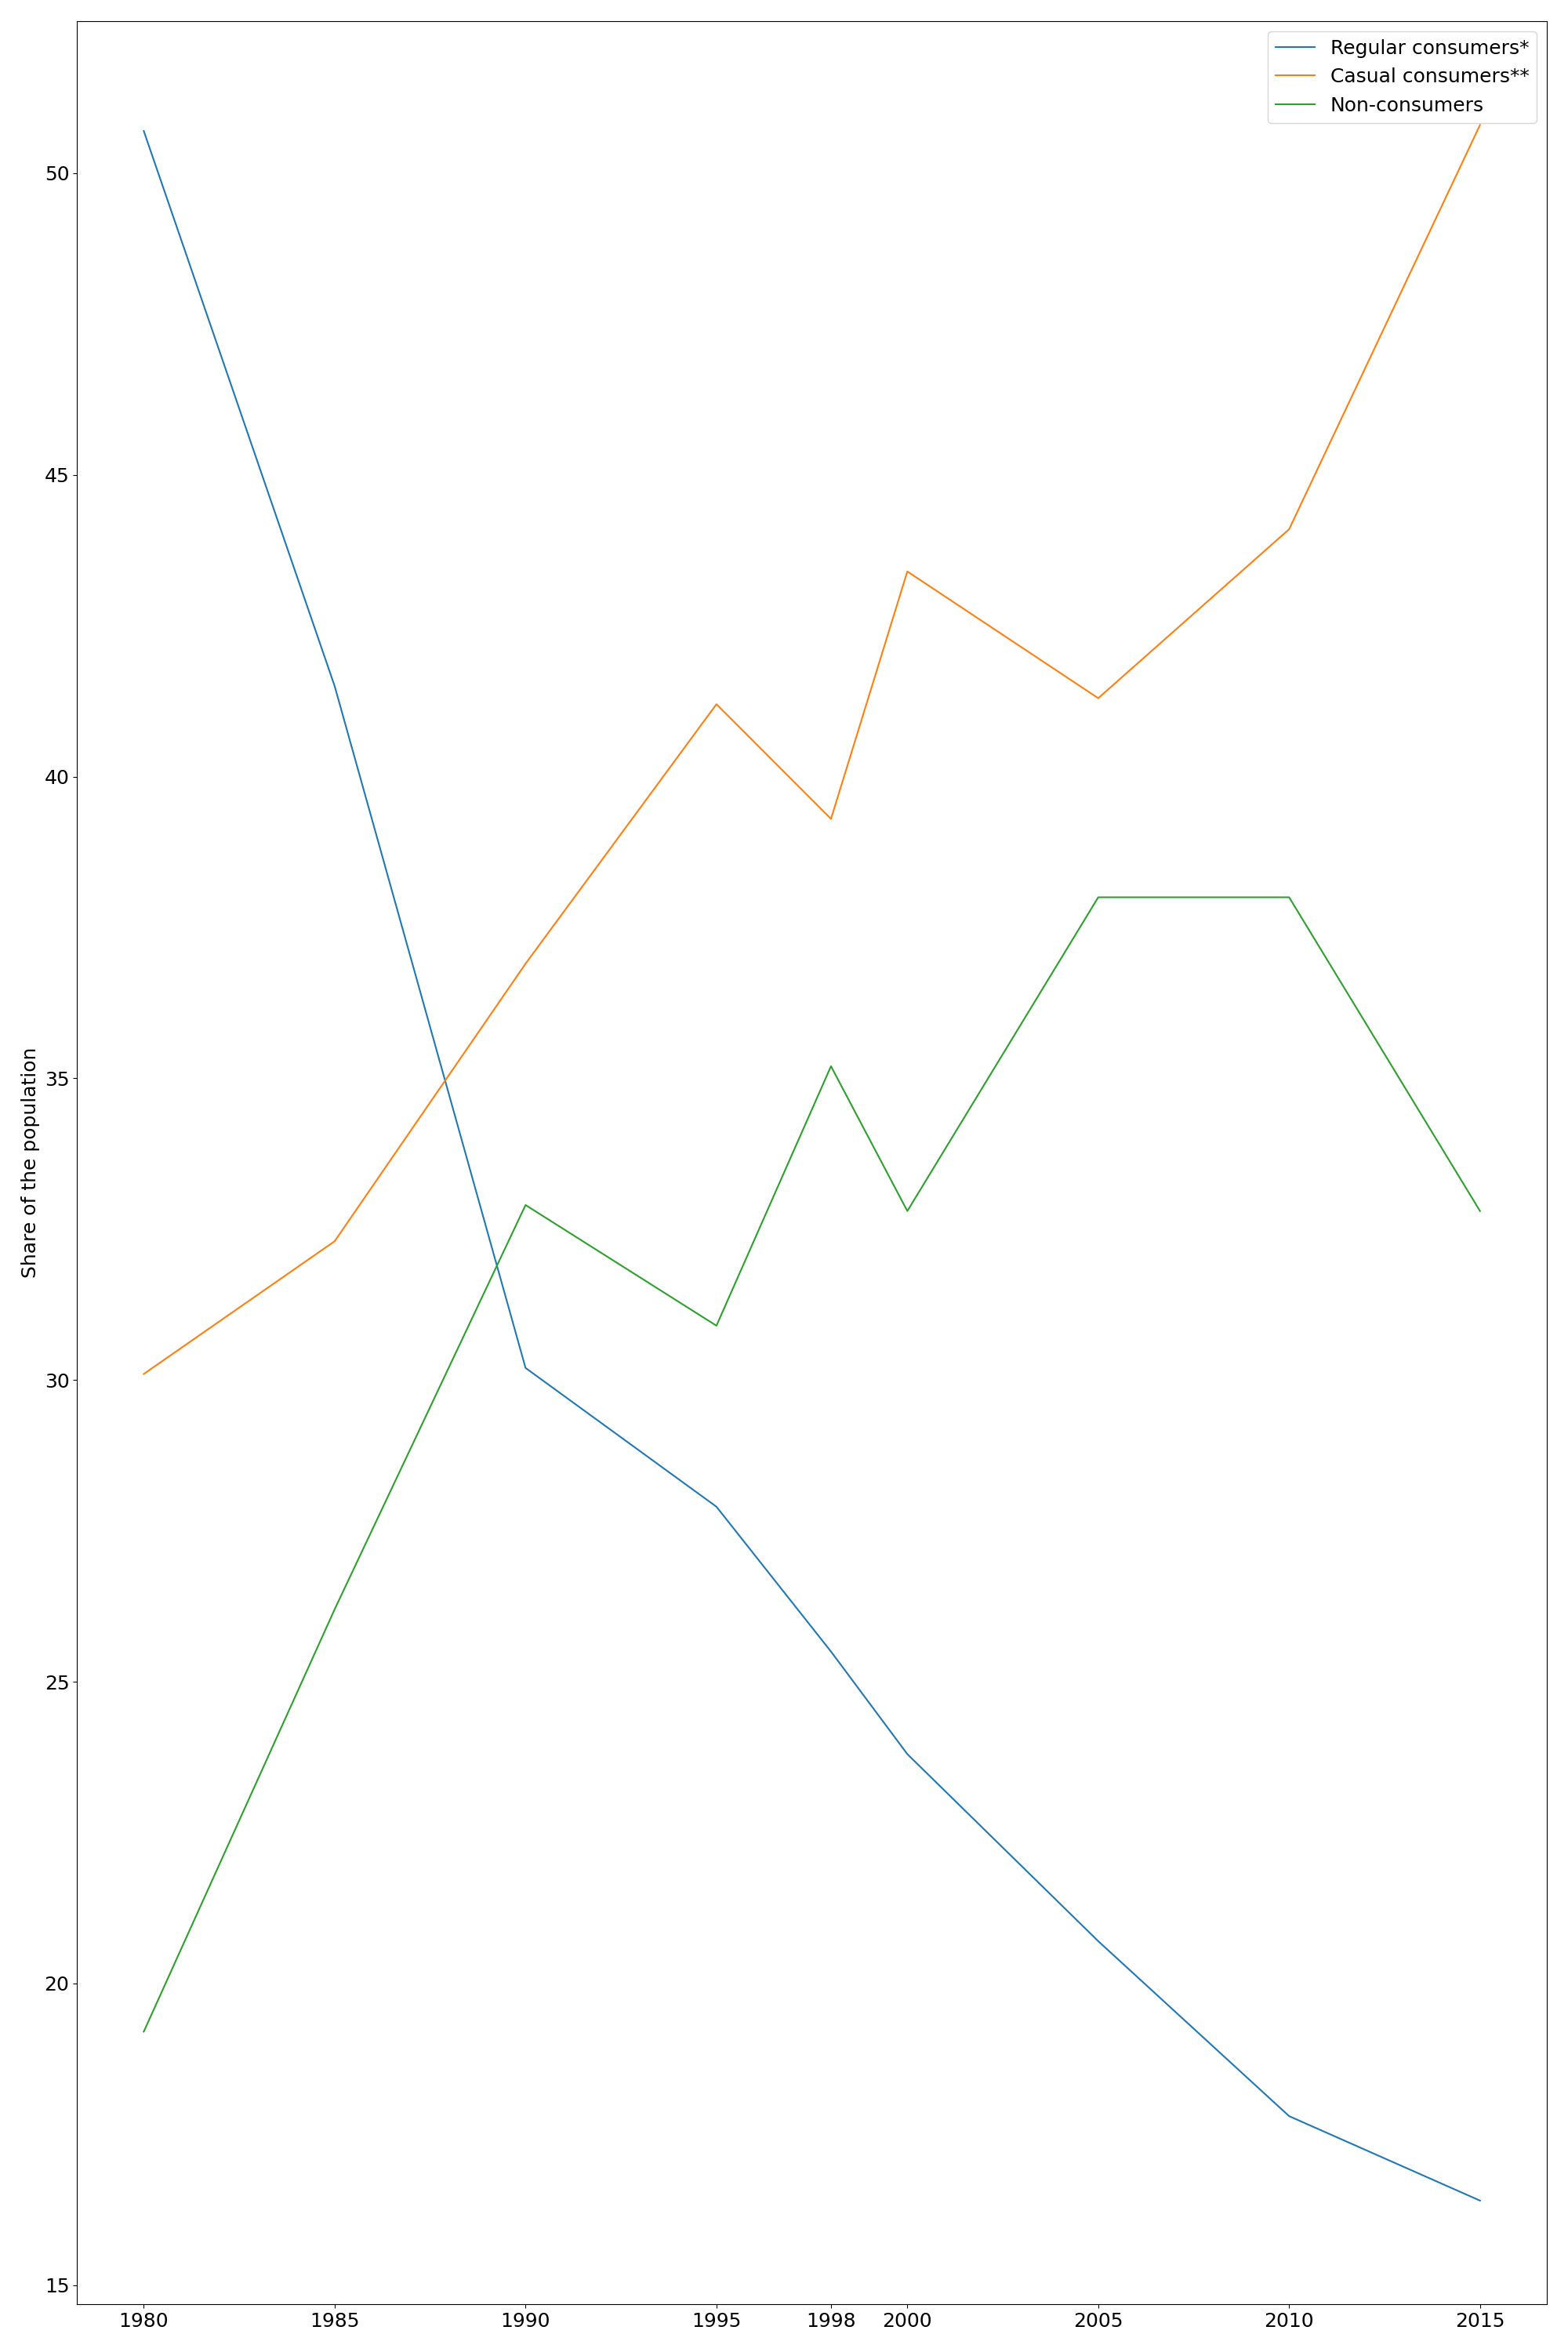 Regular consumers*
Casual consumers**
Non-consumers
Share of the population
50
45
40
35
30
25
20
15
1980 1985 1990 1995 1998 2000 2005 2010 2015